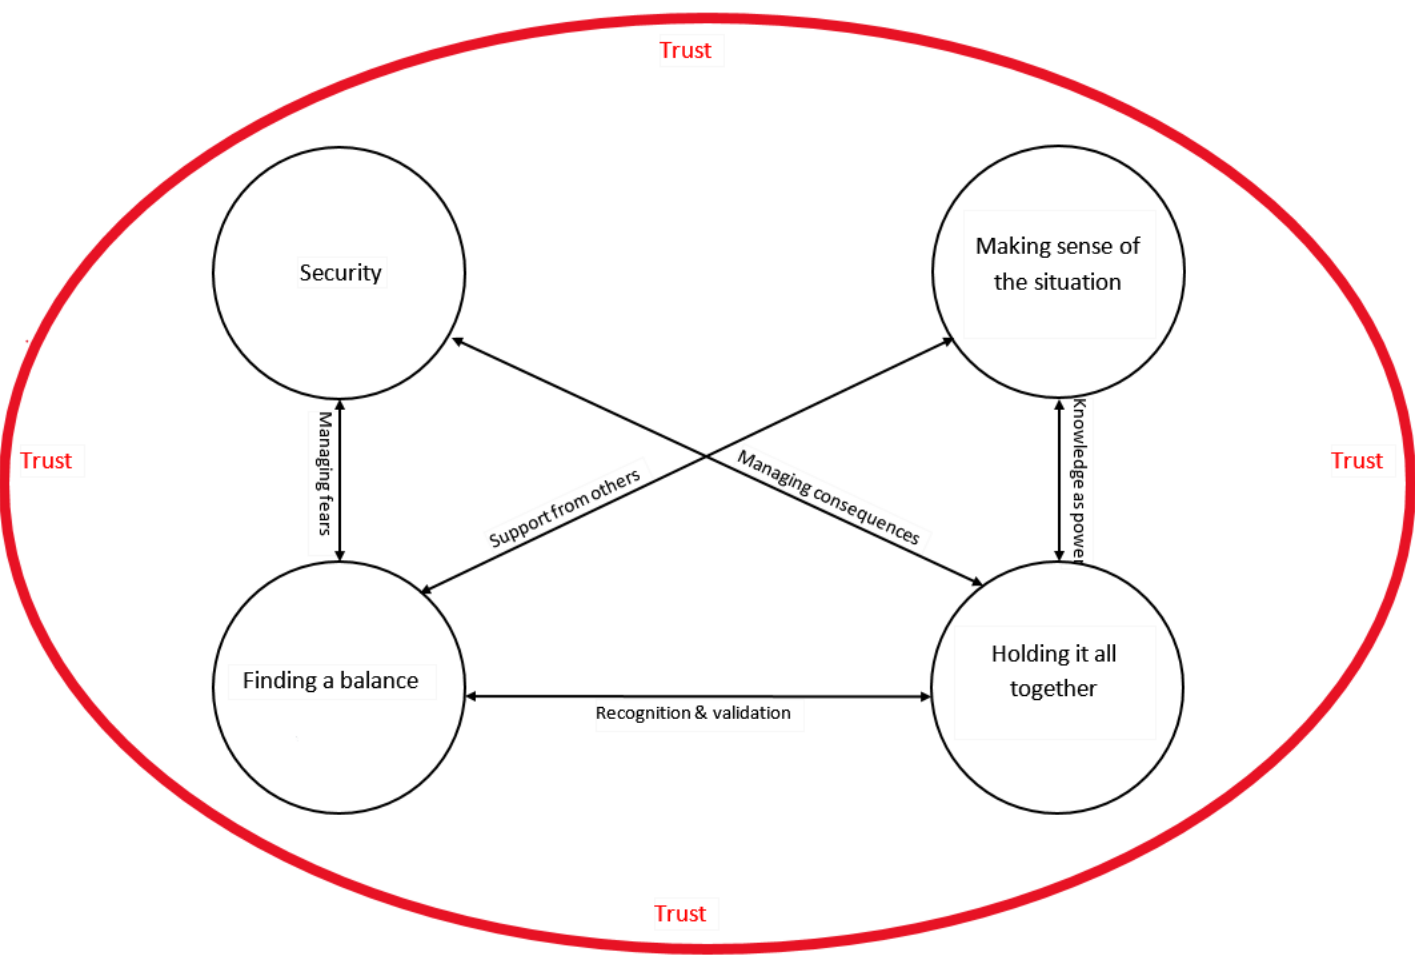 Trust
Security
Making sense of
the situation
Managing fears
Support from others
Managing consequences
Knowledge as power
Trust
Trust
Finding a balance
Holding it all
together
Recognition & validation
Trust